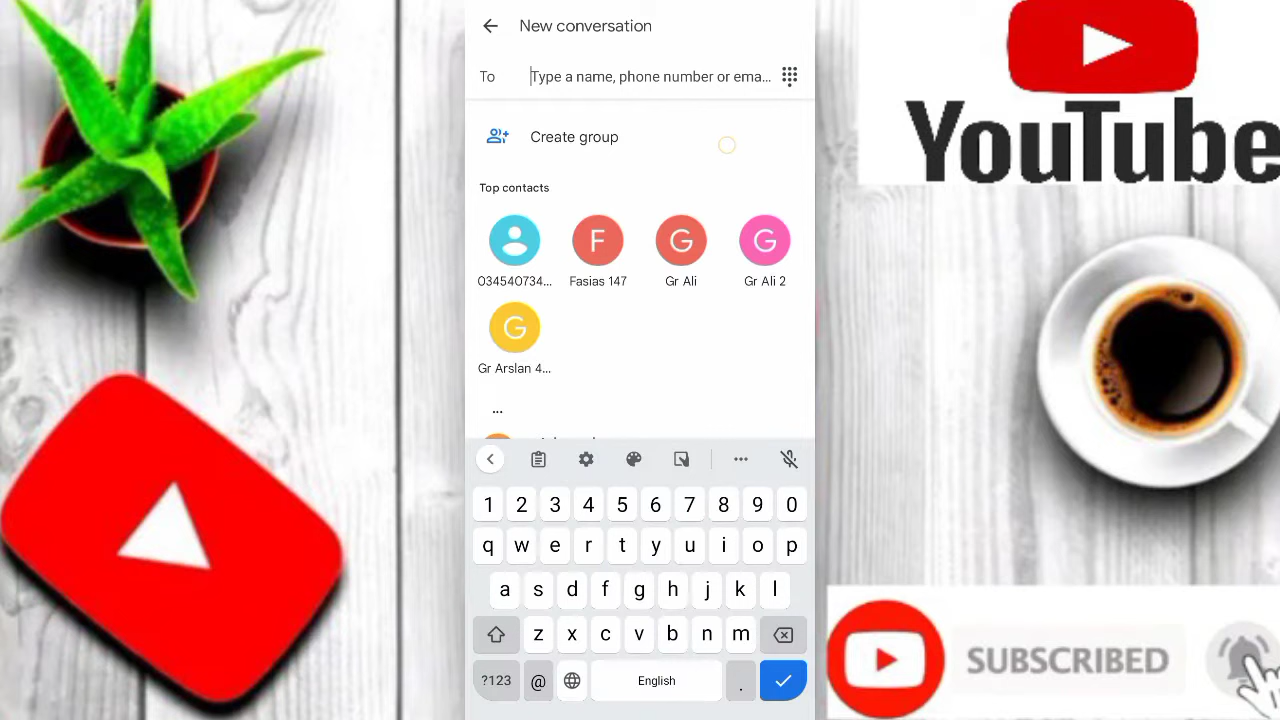 New conversation
To Type a name, phone number or ema...
Create group
Top contacts
F G G
034540734... Fasias 147 Gr Ali Gr Ali 2
G
Gr Arslan 4...
...
1 2 3 4 5 6 7 8 9 0
q w e r t y u i o p
a s d f g h j k l
z x c v b n m
?123 @ English .
YouTube
SUBSCRIBED